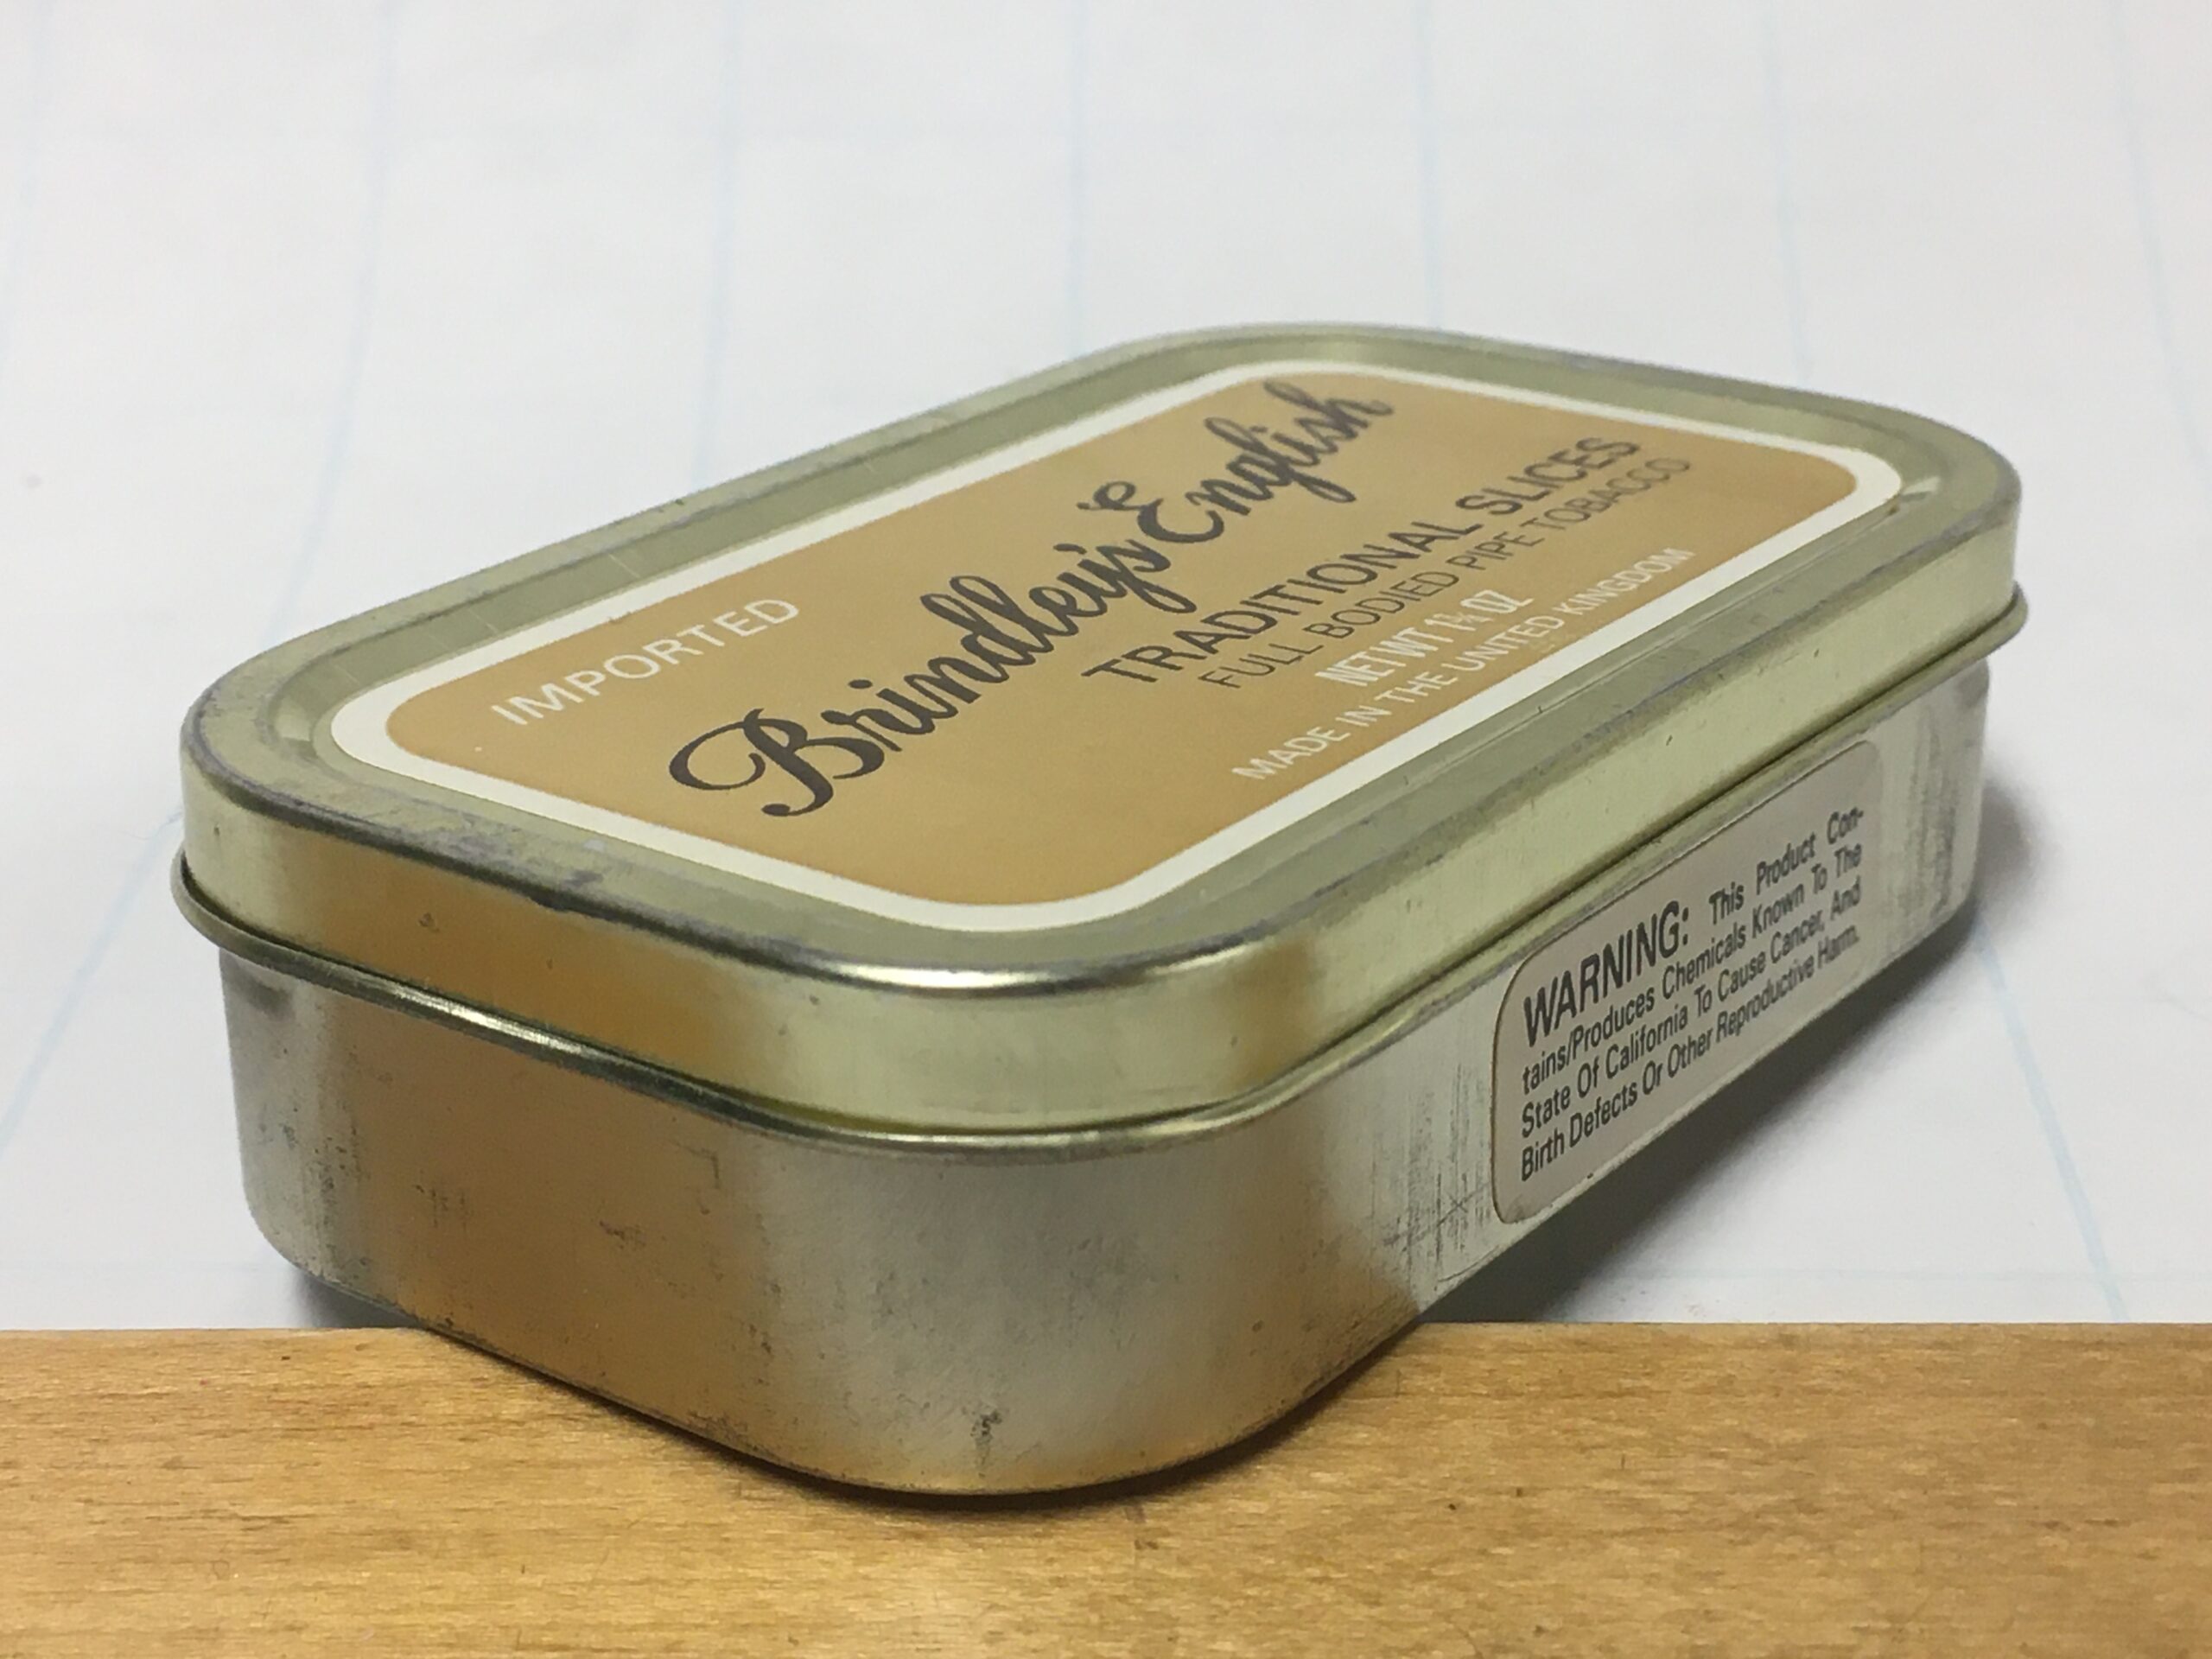 IMPORTED
Brindley's English
TRADITIONAL SLICES
FULL BODIED PIPE TOBACCO
NET WT 1¾ OZ
MADE IN THE UNITED KINGDOM
WARNING: This Product Con-
tains/Produces Chemicals Known To The
State Of California To Cause Cancer, And
Birth Defects Or Other Reproductive Harm.